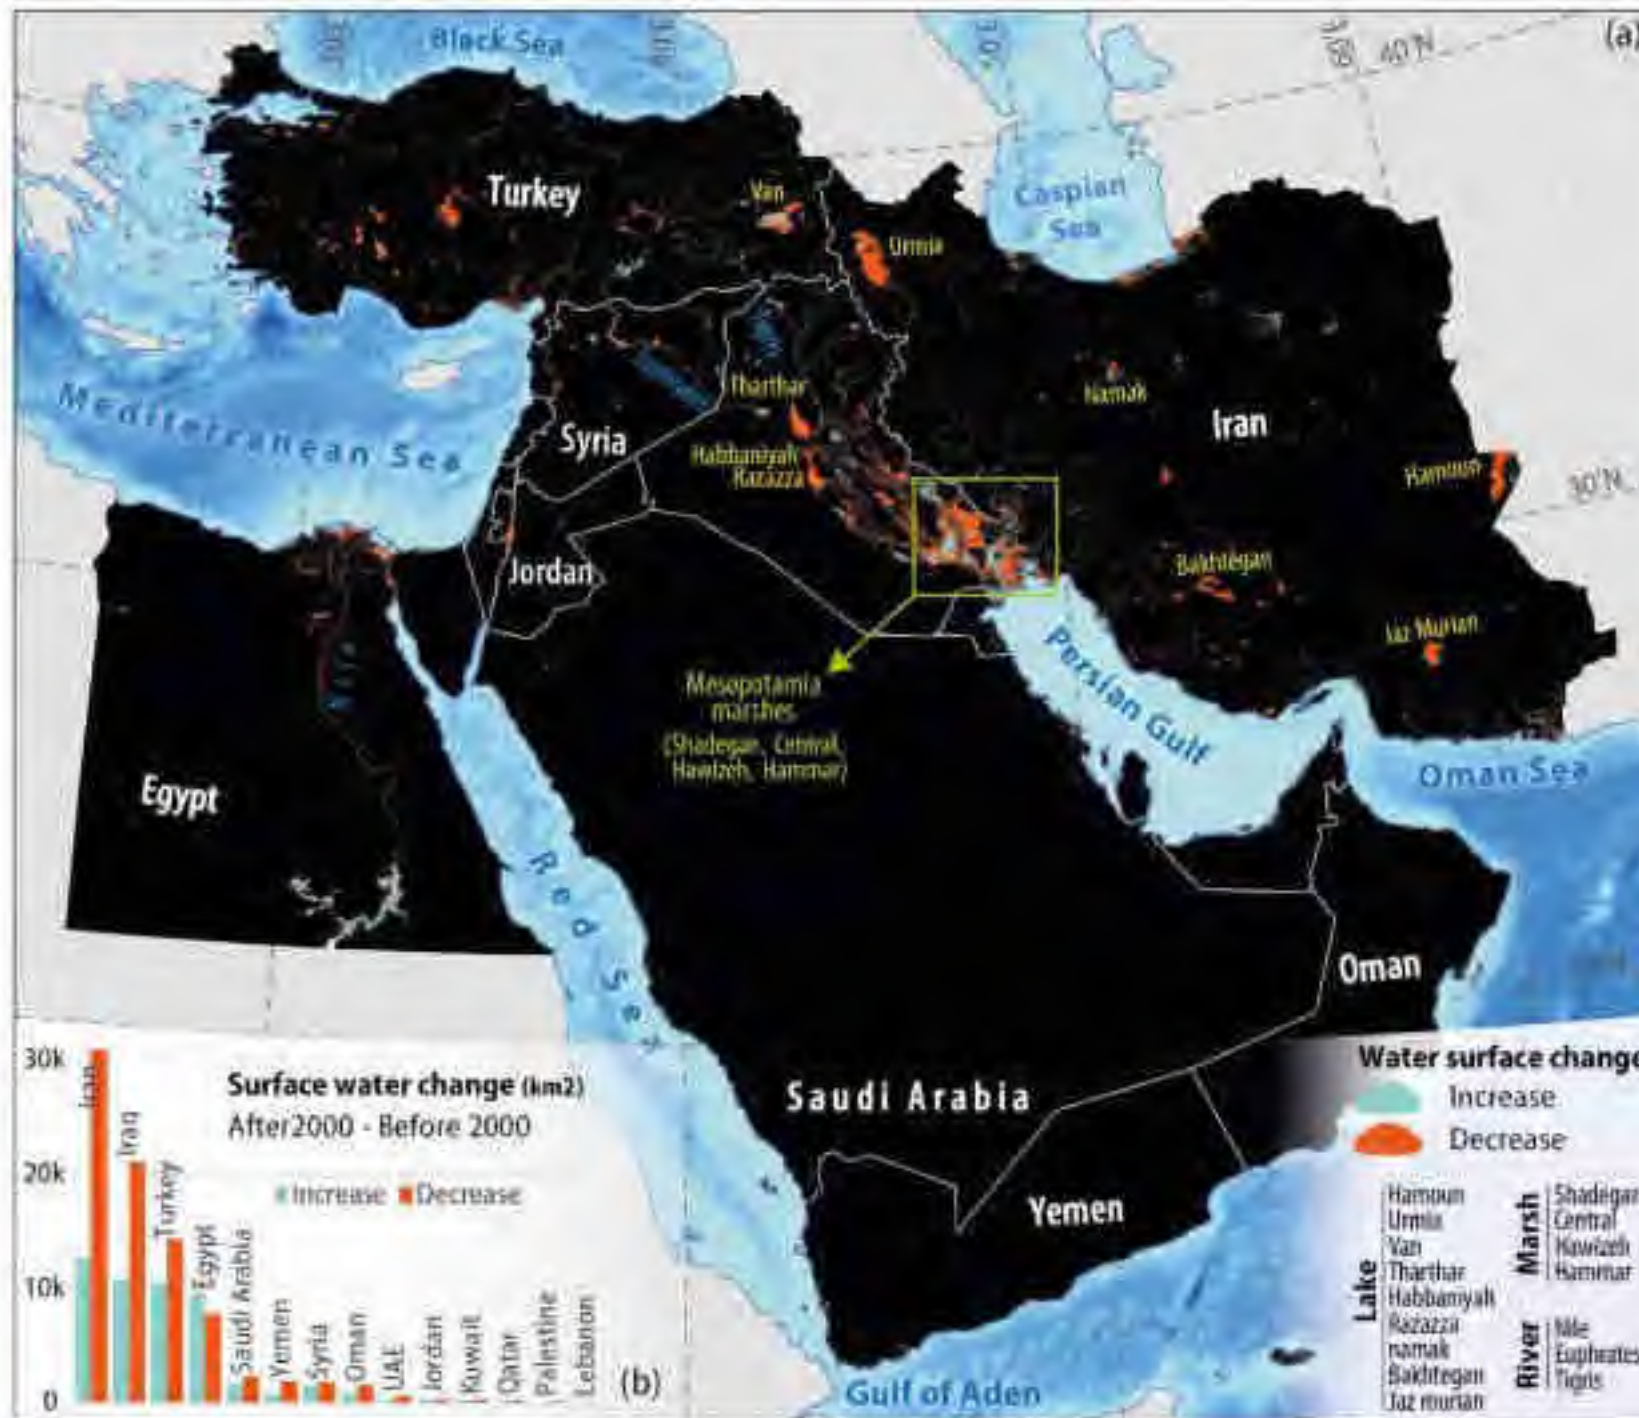 (a)
Black Sea
40°N
Caspian
Sea
Turkey
Van
Urmia
Tharthar
Namak
Iran
Mediterranean Sea
Syria
Habbaniyah
Razazza
Hamoun
30°N
Jordan
Bakhtegan
Jaz Murian
Mesopotamia
marshes
(Shadegan, Central,
Hawizeh, Hammar)
Persian Gulf
Oman Sea
Egypt
Nile
Red Sea
Oman
Saudi Arabia
Yemen
Gulf of Aden
30k
20k
10k
0
Surface water change (km2)
After2000 - Before 2000
Increase Decrease
Iran
Iran
Turkey
Egypt
Saudi Arabia
Yemen
Syria
Oman
UAE
Jordan
Kuwait
Qatar
Palestine
Lebanon
(b)
Water surface change
Increase
Decrease
Lake
Hamoun
Urmia
Van
Tharthar
Habbaniyah
Razazza
namak
Bakhtegan
Jaz murian
Marsh
Shadegan
Central
Hawizeh
Hammar
River
Nile
Euphrates
Tigris